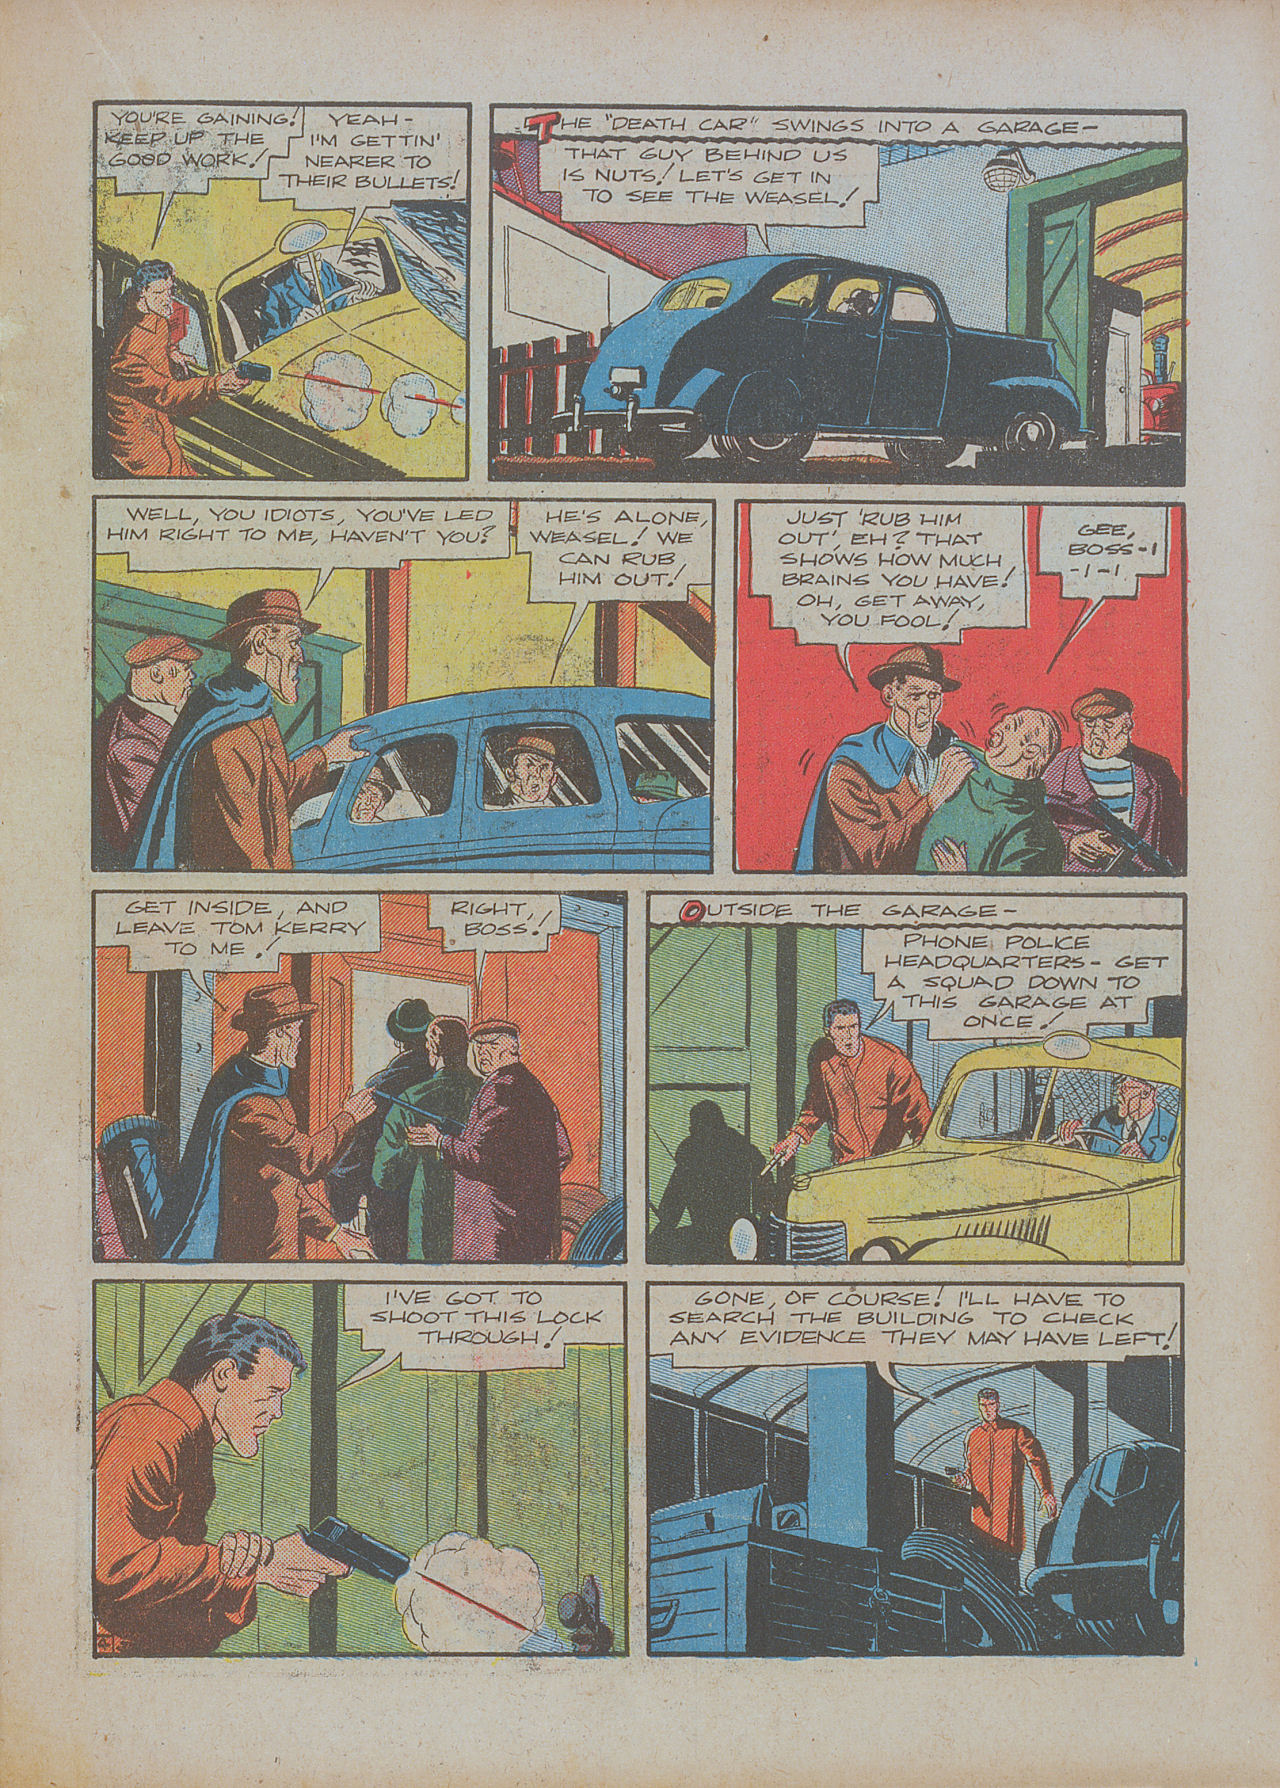 YOU'RE GAINING!
KEEP UP THE
GOOD WORK!
YEAH-
I'M GETTIN'
NEARER TO
THEIR BULLETS!
THE "DEATH CAR" SWINGS INTO A GARAGE-
THAT GUY BEHIND US
IS NUTS! LET'S GET IN
TO SEE THE WEASEL!
WELL, YOU IDIOTS, YOU'VE LED
HIM RIGHT TO ME, HAVEN'T YOU?
HE'S ALONE,
WEASEL! WE
CAN RUB
HIM OUT!
JUST 'RUB HIM
OUT', EH? THAT
SHOWS HOW MUCH
BRAINS YOU HAVE!
OH, GET AWAY,
YOU FOOL!
GEE,
BOSS-I
-I-I
GET INSIDE, AND
LEAVE TOM KERRY
TO ME!
RIGHT,
BOSS!
OUTSIDE THE GARAGE-
PHONE POLICE
HEADQUARTERS- GET
A SQUAD DOWN TO
THIS GARAGE AT
ONCE!
I'VE GOT TO
SHOOT THIS LOCK
THROUGH!
GONE, OF COURSE! I'LL HAVE TO
SEARCH THE BUILDING TO CHECK
ANY EVIDENCE THEY MAY HAVE LEFT!